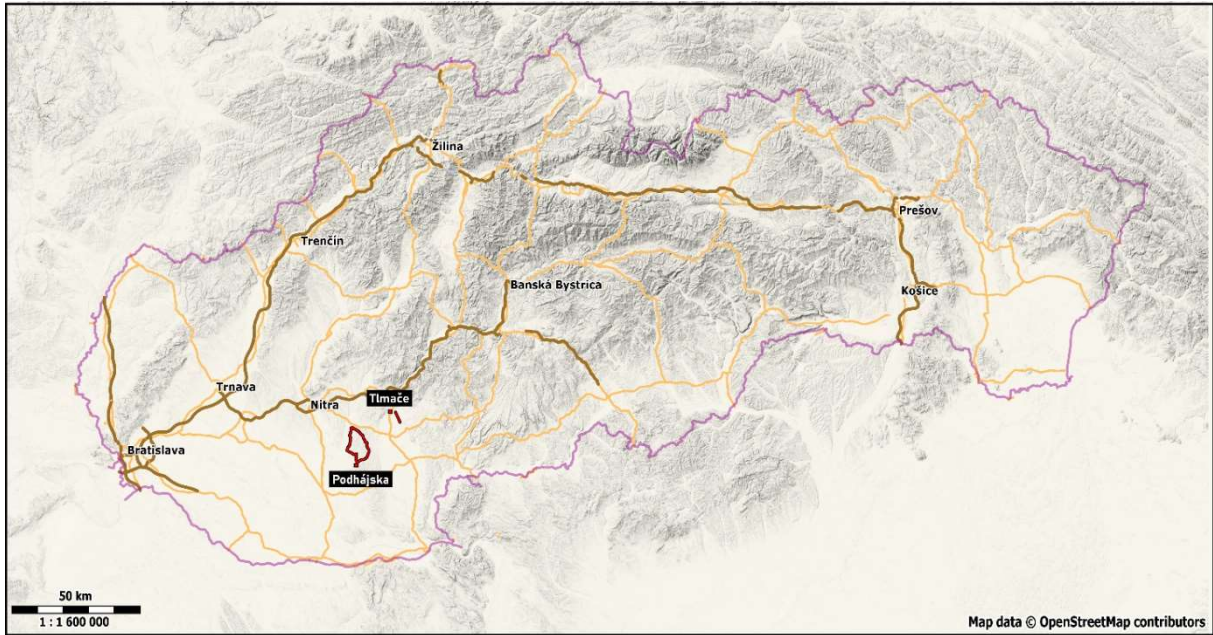 Žilina
Prešov
Trenčín
Banská Bystrica
Košice
Trnava
Tlmače
Nitra
Bratislava
Podhájska
50 km
1 : 1 600 000
Map data © OpenStreetMap contributors